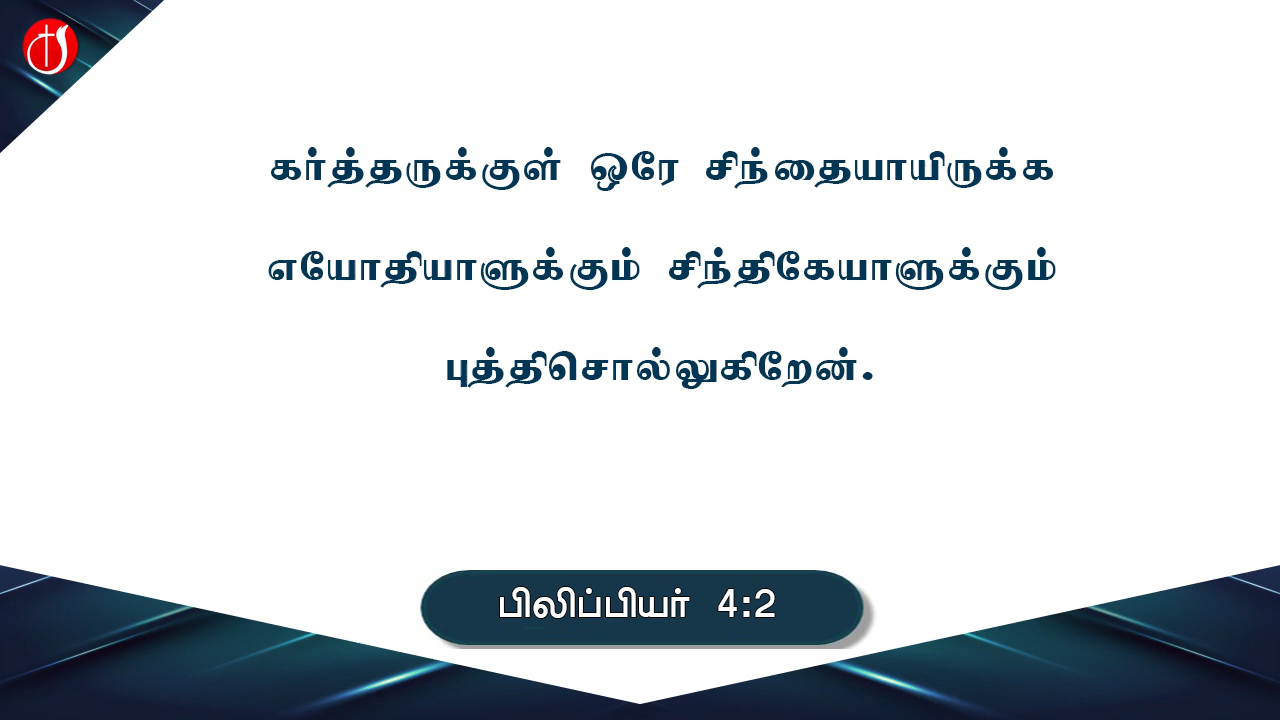 கர்த்தருக்குள் ஒரே சிந்தையாயிருக்க
எயோதியாளுக்கும் சிந்திகேயாளுக்கும்
புத்திசொல்லுகிறேன்.
பிலிப்பியர் 4:2